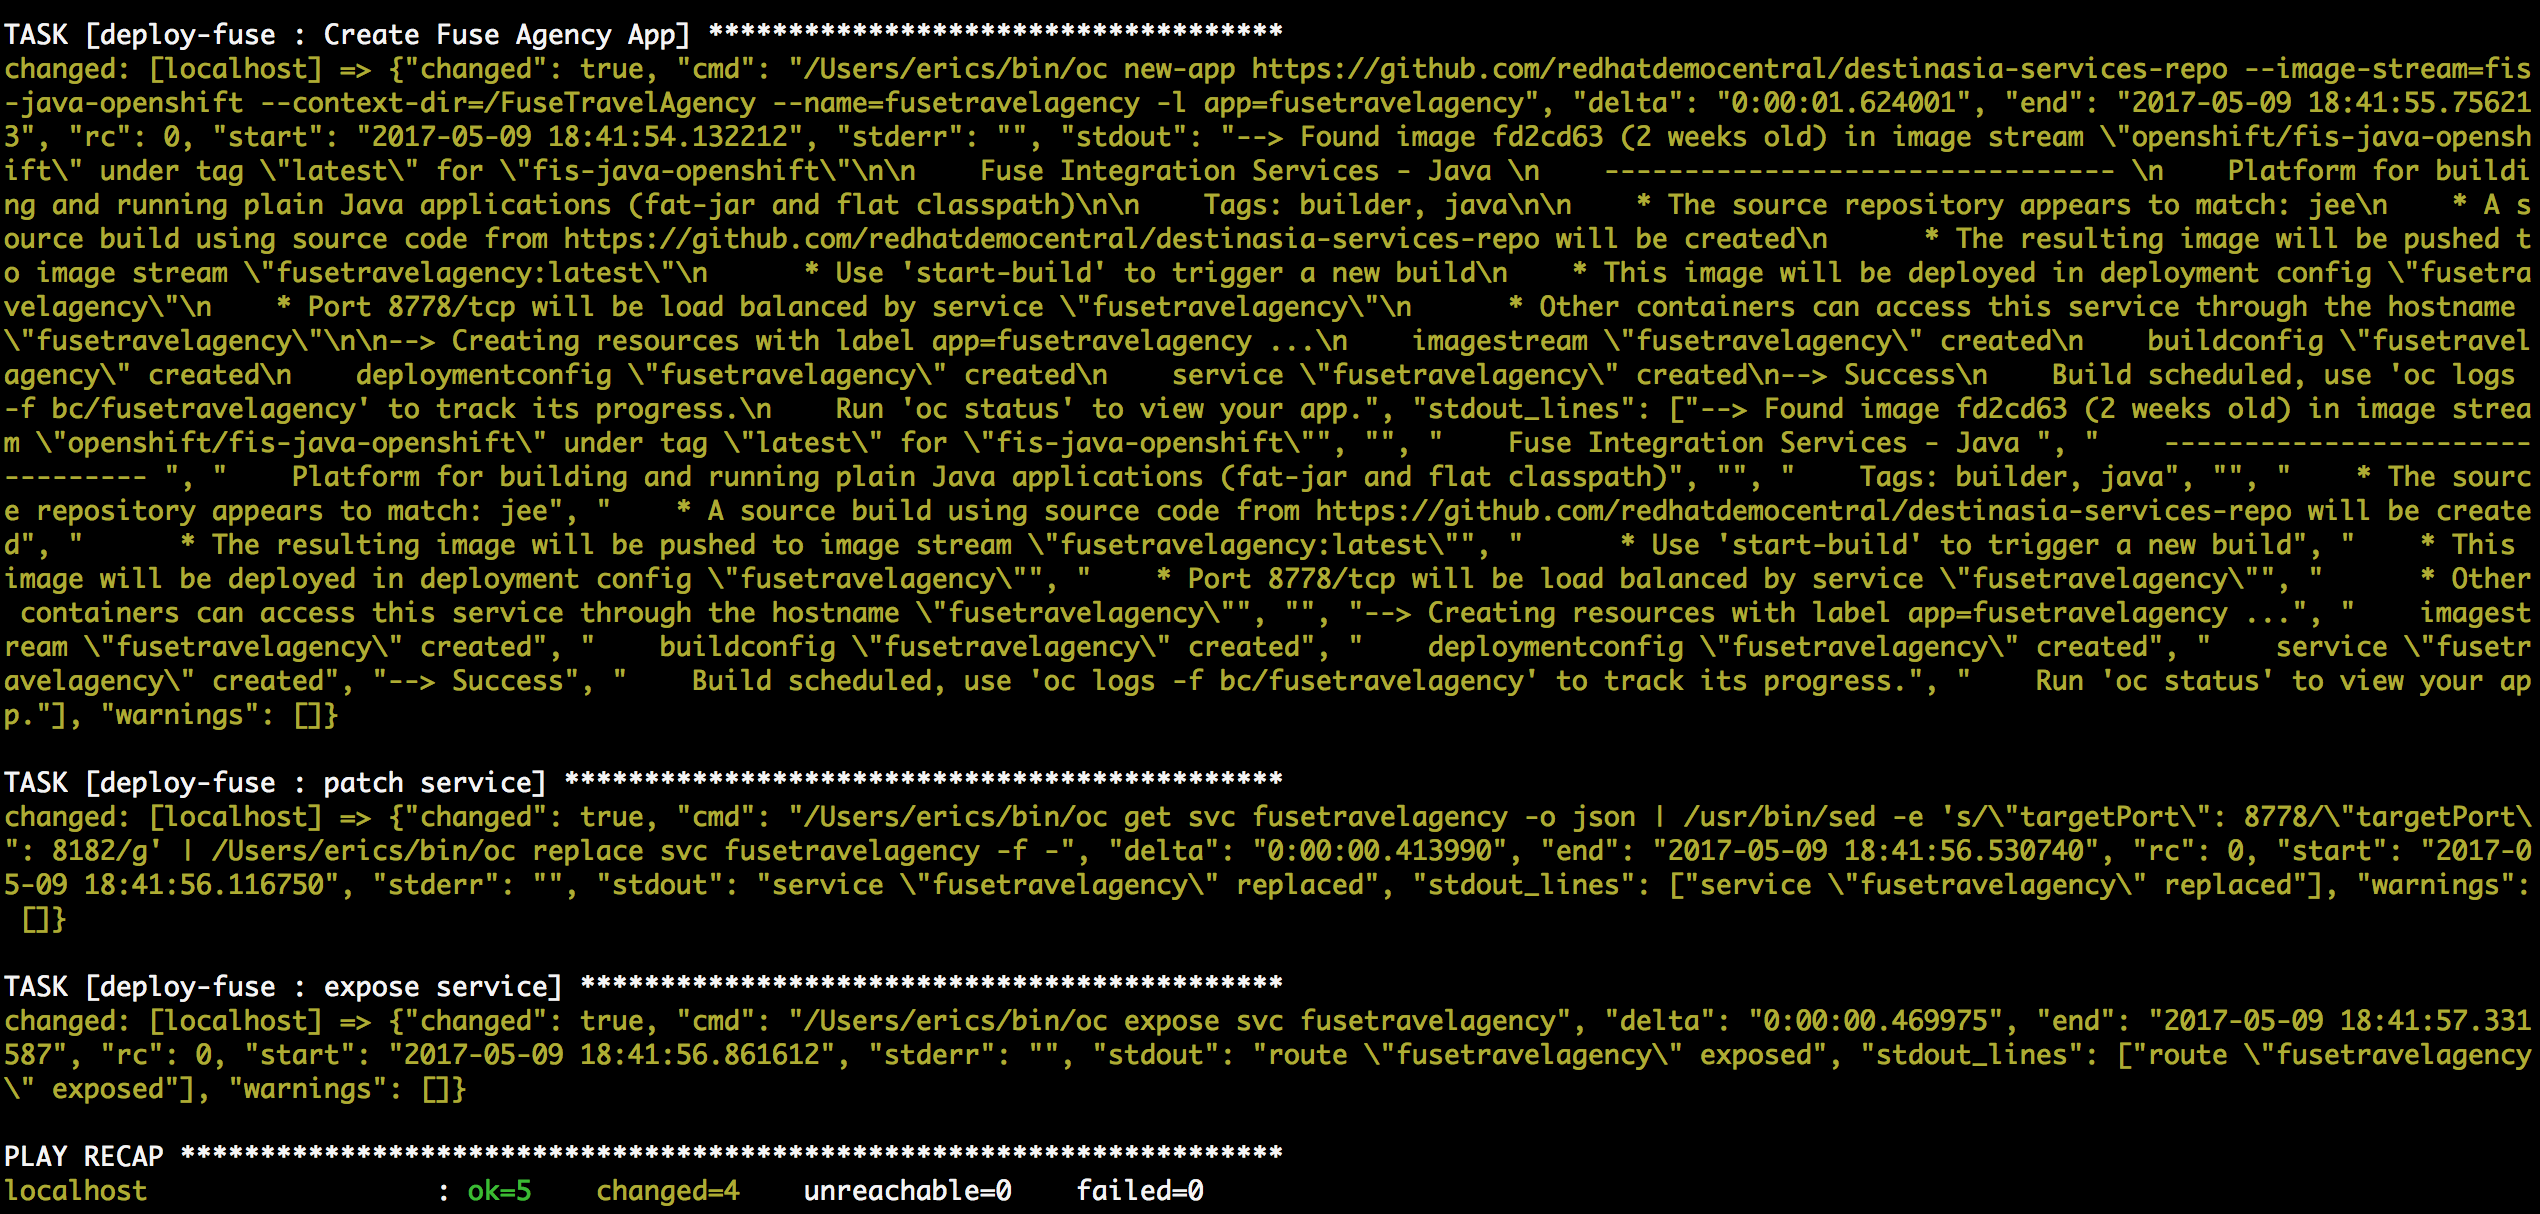 TASK [deploy-fuse : Create Fuse Agency App] ************************************
changed: [localhost] => {"changed": true, "cmd": "/Users/erics/bin/oc new-app https://github.com/redhatdemocentral/destinasia-services-repo --image-stream=fis
-java-openshift --context-dir=/FuseTravelAgency --name=fusetravelagency -l app=fusetravelagency", "delta": "0:00:01.624001", "end": "2017-05-09 18:41:55.75621
3", "rc": 0, "start": "2017-05-09 18:41:54.132212", "stderr": "", "stdout": "--> Found image fd2cd63 (2 weeks old) in image stream \"openshift/fis-java-opensh
ift\" under tag \"latest\" for \"fis-java-openshift\"\n\n    Fuse Integration Services - Java \n    -------------------------------- \n    Platform for buildi
ng and running plain Java applications (fat-jar and flat classpath)\n\n    Tags: builder, java\n\n    * The source repository appears to match: jee\n    * A s
ource build using source code from https://github.com/redhatdemocentral/destinasia-services-repo will be created\n      * The resulting image will be pushed t
o image stream \"fusetravelagency:latest\"\n      * Use 'start-build' to trigger a new build\n    * This image will be deployed in deployment config \"fusetra
velagency\"\n    * Port 8778/tcp will be load balanced by service \"fusetravelagency\"\n      * Other containers can access this service through the hostname 
\"fusetravelagency\"\n\n--> Creating resources with label app=fusetravelagency ...\n    imagestream \"fusetravelagency\" created\n    buildconfig \"fusetravel
agency\" created\n    deploymentconfig \"fusetravelagency\" created\n    service \"fusetravelagency\" created\n--> Success\n    Build scheduled, use 'oc logs 
-f bc/fusetravelagency' to track its progress.\n    Run 'oc status' to view your app.", "stdout_lines": ["--> Found image fd2cd63 (2 weeks old) in image strea
m \"openshift/fis-java-openshift\" under tag \"latest\" for \"fis-java-openshift\"", "", "    Fuse Integration Services - Java ", "    -----------------------
--------- ", "    Platform for building and running plain Java applications (fat-jar and flat classpath)", "", "    Tags: builder, java", "", "    * The sourc
e repository appears to match: jee", "    * A source build using source code from https://github.com/redhatdemocentral/destinasia-services-repo will be create
d", "      * The resulting image will be pushed to image stream \"fusetravelagency:latest\"", "      * Use 'start-build' to trigger a new build", "    * This 
image will be deployed in deployment config \"fusetravelagency\"", "    * Port 8778/tcp will be load balanced by service \"fusetravelagency\"", "      * Other
 containers can access this service through the hostname \"fusetravelagency\"", "", "--> Creating resources with label app=fusetravelagency ...", "    imagest
ream \"fusetravelagency\" created", "    buildconfig \"fusetravelagency\" created", "    deploymentconfig \"fusetravelagency\" created", "    service \"fusetr
avelagency\" created", "--> Success", "    Build scheduled, use 'oc logs -f bc/fusetravelagency' to track its progress.", "    Run 'oc status' to view your ap
p."], "warnings": []}
TASK [deploy-fuse : patch service] *********************************************
changed: [localhost] => {"changed": true, "cmd": "/Users/erics/bin/oc get svc fusetravelagency -o json | /usr/bin/sed -e 's/\"targetPort\": 8778/\"targetPort\
": 8182/g' | /Users/erics/bin/oc replace svc fusetravelagency -f -", "delta": "0:00:00.413990", "end": "2017-05-09 18:41:56.530740", "rc": 0, "start": "2017-0
5-09 18:41:56.116750", "stderr": "", "stdout": "service \"fusetravelagency\" replaced", "stdout_lines": ["service \"fusetravelagency\" replaced"], "warnings":
 []}
TASK [deploy-fuse : expose service] ********************************************
changed: [localhost] => {"changed": true, "cmd": "/Users/erics/bin/oc expose svc fusetravelagency", "delta": "0:00:00.469975", "end": "2017-05-09 18:41:57.331
587", "rc": 0, "start": "2017-05-09 18:41:56.861612", "stderr": "", "stdout": "route \"fusetravelagency\" exposed", "stdout_lines": ["route \"fusetravelagency
\" exposed"], "warnings": []}
PLAY RECAP *********************************************************************
localhost                  : ok=5    changed=4    unreachable=0    failed=0